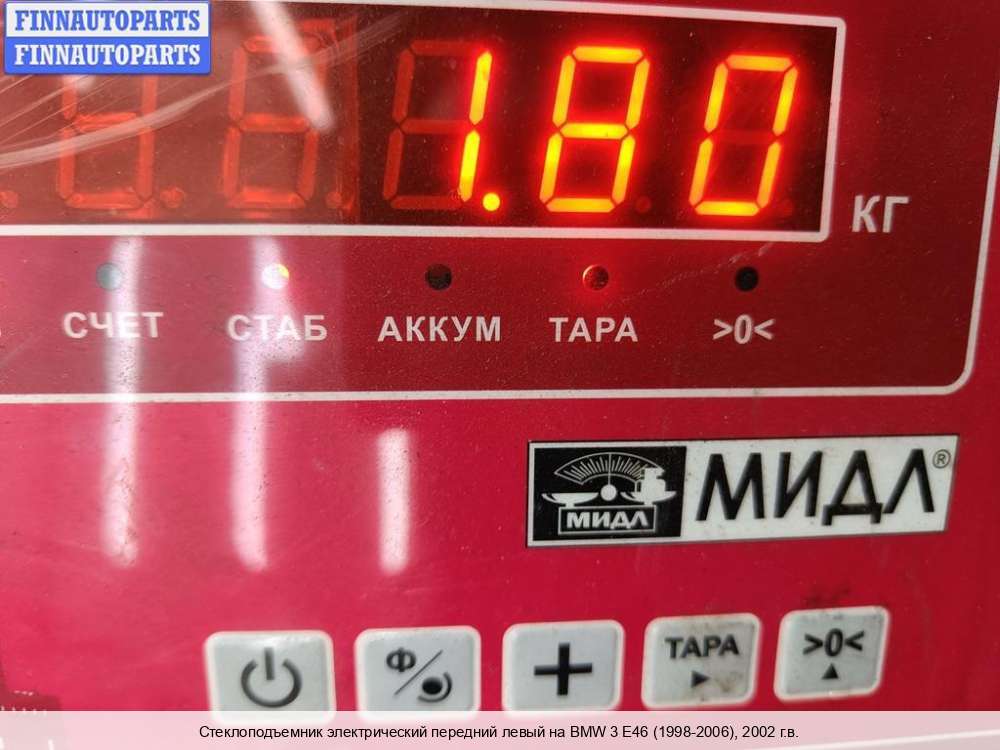 FINNAUTOPARTS
FINNAUTOPARTS
1.80
КГ
СЧЕТ СТАБ АККУМ ТАРА >0<
МИДЛ МИДЛ®
Ф/ + ТАРА >0<
Стеклоподъемник электрический передний левый на BMW 3 E46 (1998-2006), 2002 г.в.